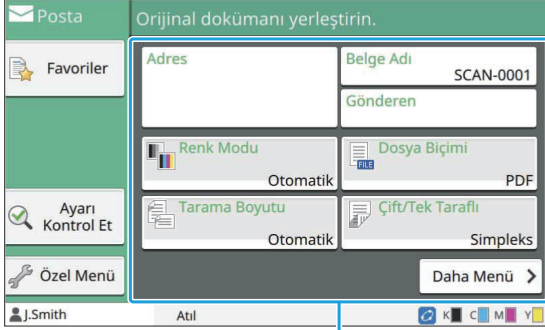 Posta
Orijinal dokümanı yerleştirin.
Favoriler
Adres
Belge Adı
SCAN-0001
Gönderen
Renk Modu
Otomatik
Dosya Biçimi
FILE
PDF
Ayarı
Kontrol Et
Tarama Boyutu
Otomatik
Çift/Tek Taraflı
Simpleks
Özel Menü
Daha Menü
J.Smith
Atıl
K C M Y